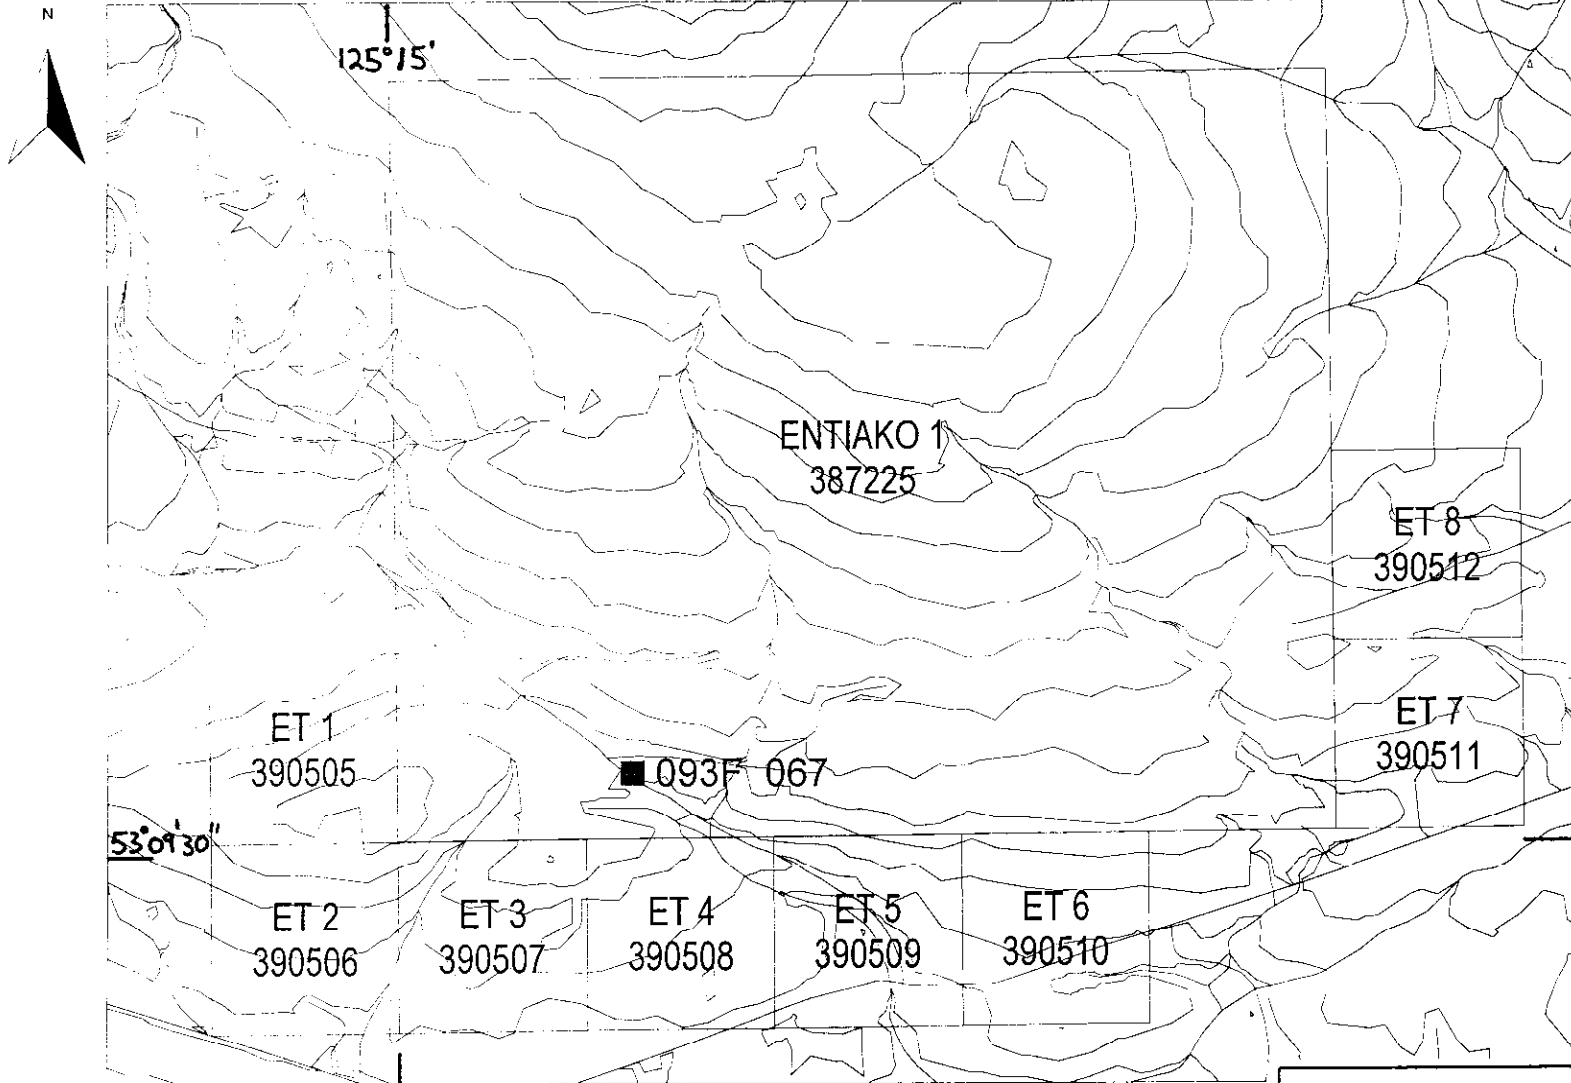 N
125°15'
ENTIAKO 1
387225
ET 8
390512
ET 1
390505
ET 7
390511
093F 067
53°09'30"
ET 2
390506
ET 3
390507
ET 4
390508
ET 5
390509
ET 6
390510